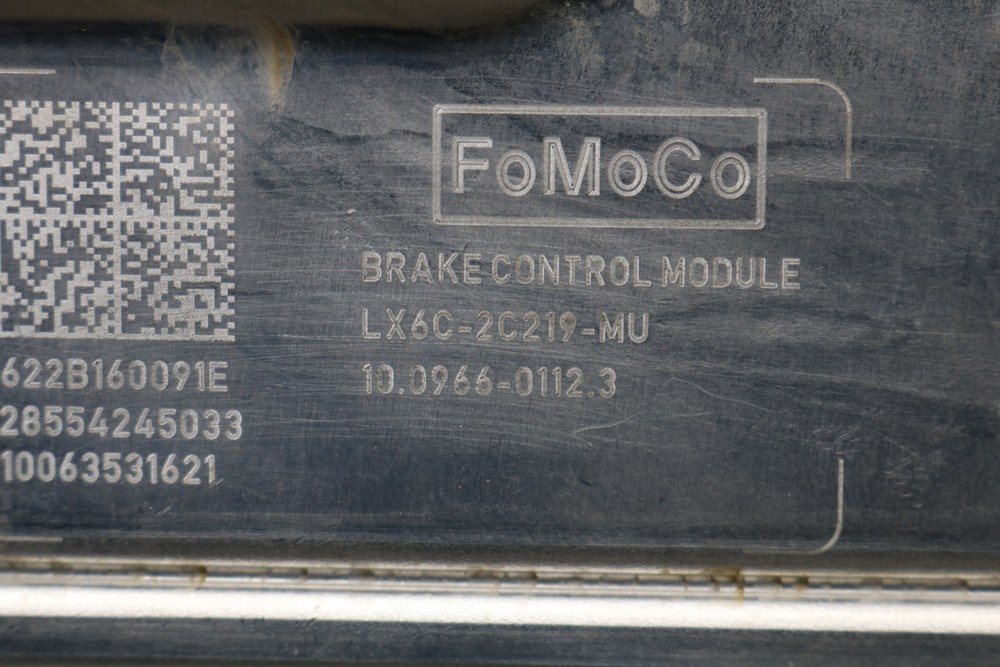 FoMoCo
BRAKE CONTROL MODULE
LX6C-2C219-MU
10.0966-0112.3
622B160091E
28554245033
10063531621